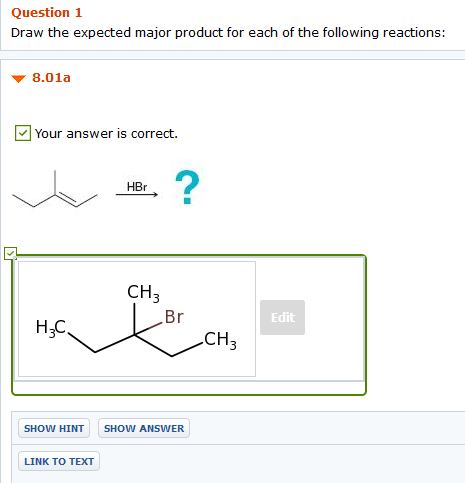 Question 1
Draw the expected major product for each of the following reactions:
8.01a
Your answer is correct.
HBr
?
CH3
Br
H3C
CH3
Edit
SHOW HINT
SHOW ANSWER
LINK TO TEXT